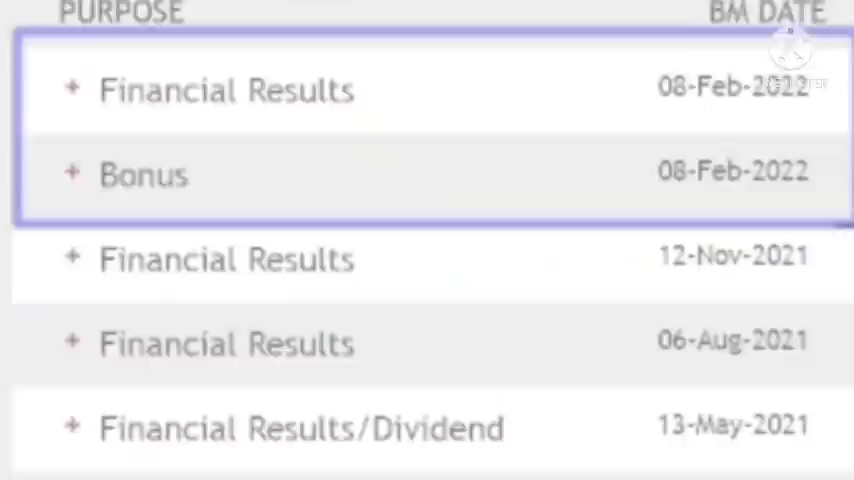 PURPOSE BM DATE
+ Financial Results 08-Feb-2022
+ Bonus 08-Feb-2022
+ Financial Results 12-Nov-2021
+ Financial Results 06-Aug-2021
+ Financial Results/Dividend 13-May-2021